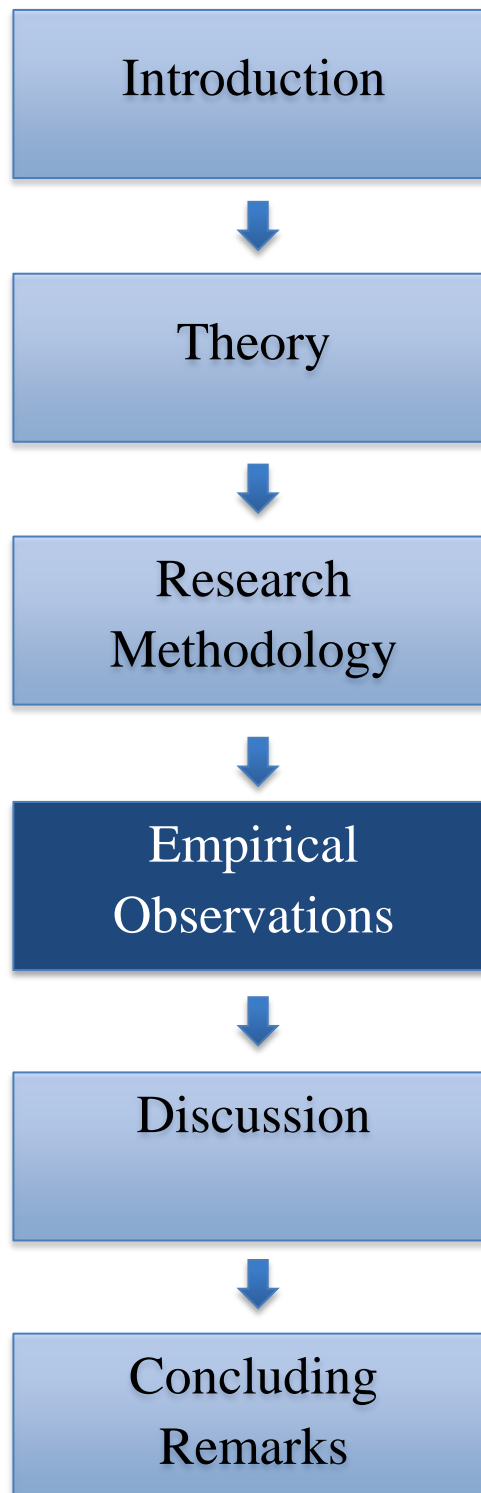 Introduction
Theory
Research
Methodology
Empirical
Observations
Discussion
Concluding
Remarks